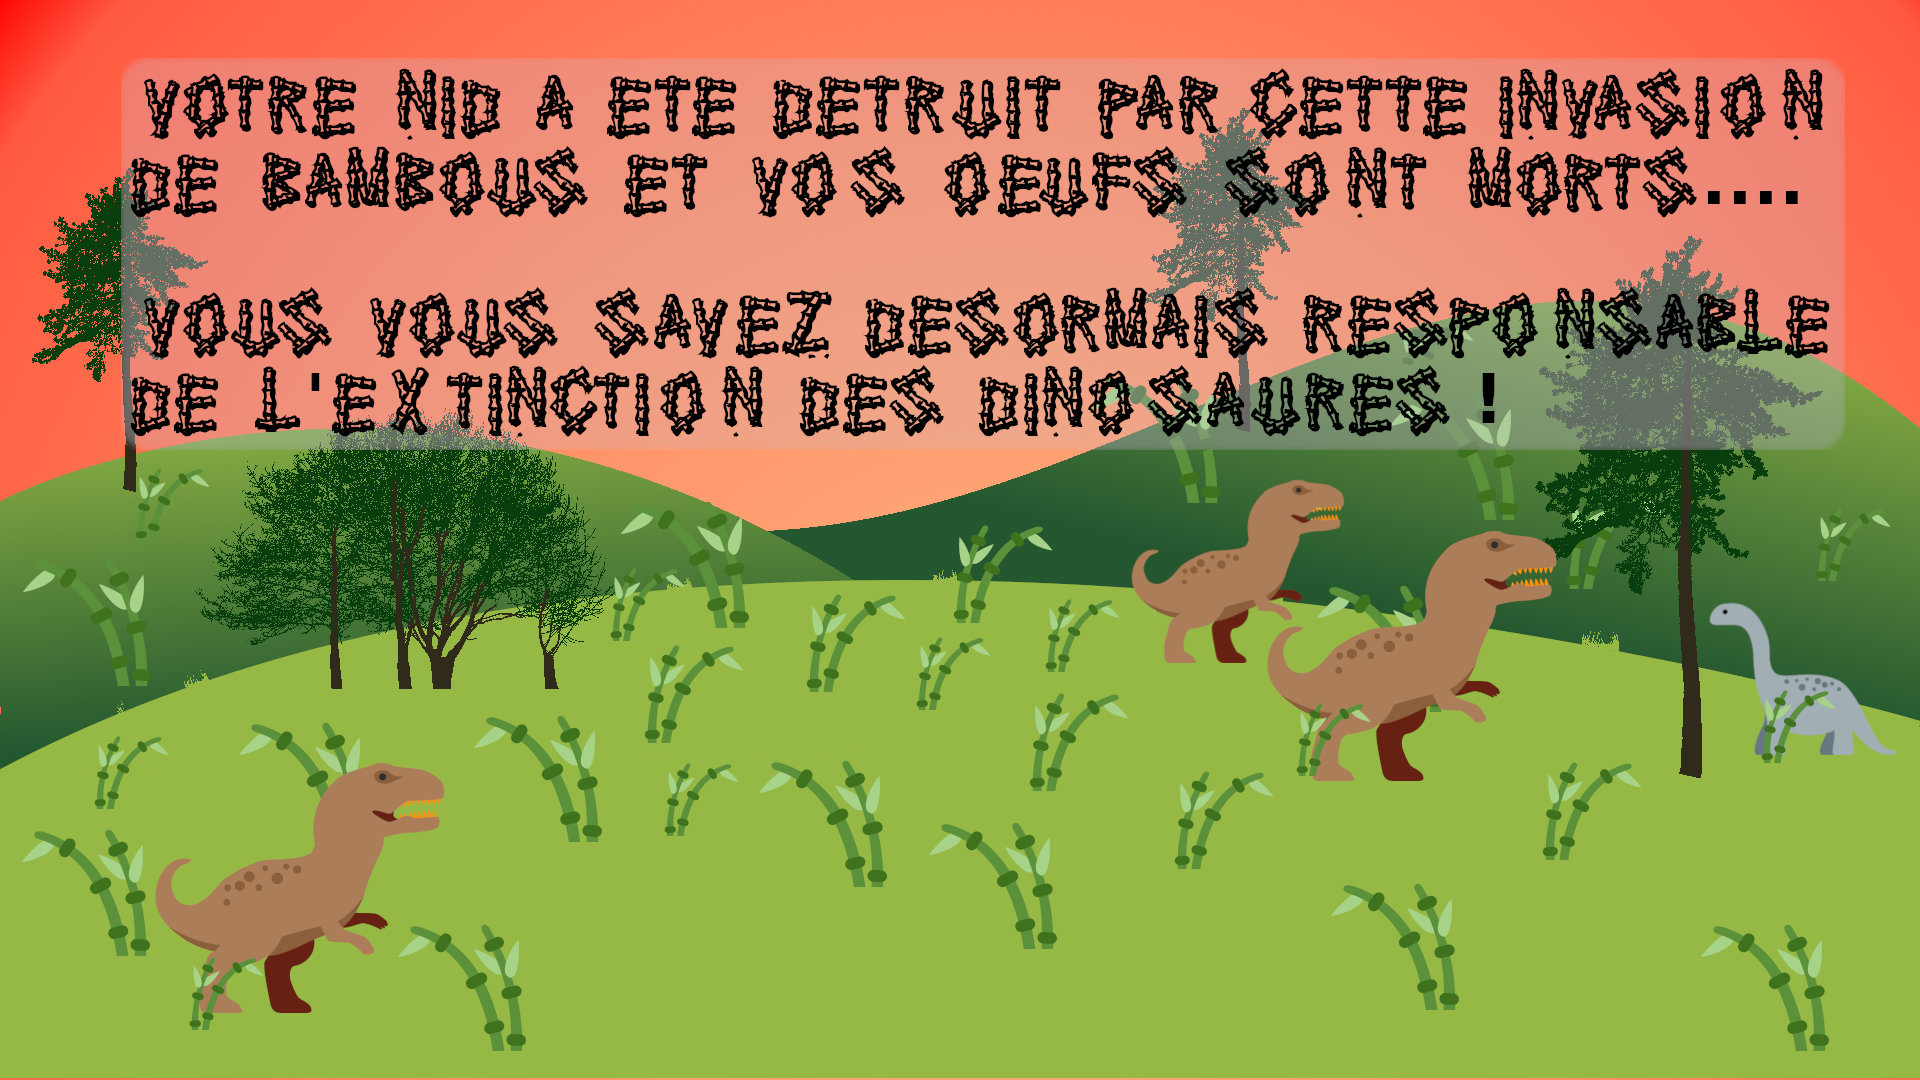 VOTRE NID A ETE DETRUIT PAR CETTE INVASION
DE BAMBOUS ET VOS OEUFS SONT MORTS....
VOUS VOUS SAVEZ DESORMAIS RESPONSABLE
DE L'EXTINCTION DES DINOSAURES !